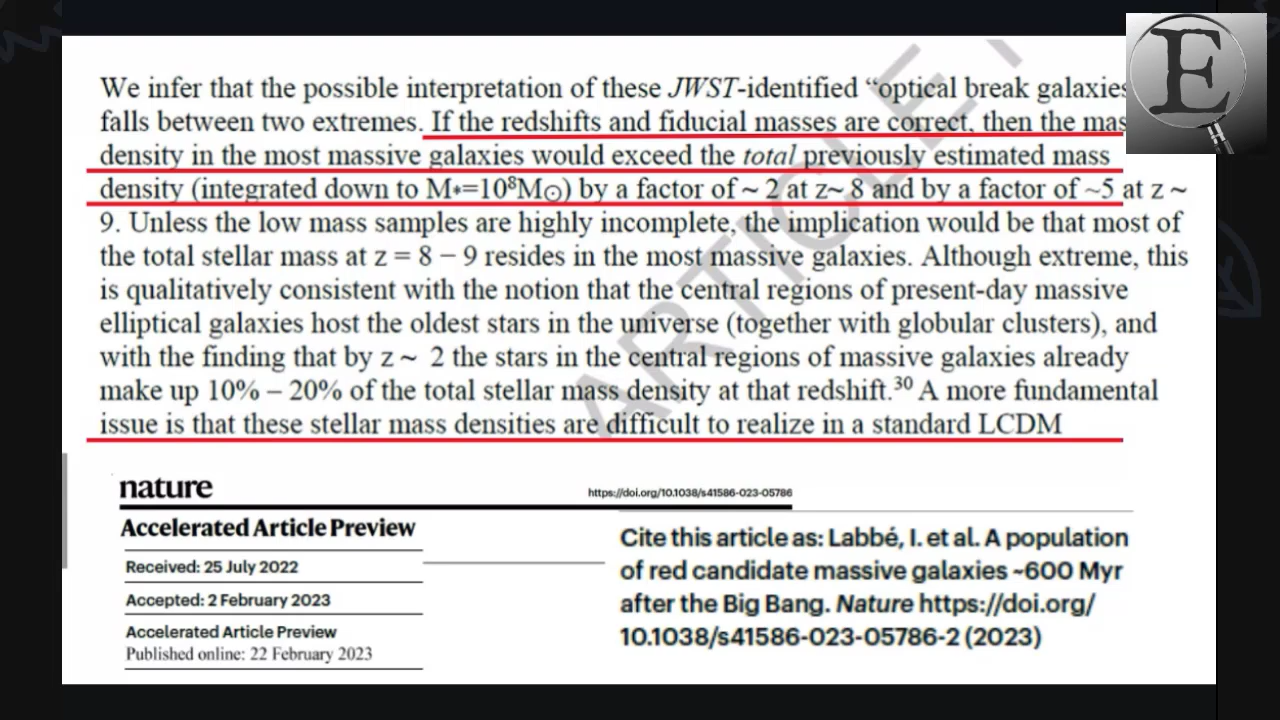 E
We infer that the possible interpretation of these JWST-identified “optical break galaxies
falls between two extremes. If the redshifts and fiducial masses are correct, then the mas
density in the most massive galaxies would exceed the total previously estimated mass
density (integrated down to M*=10⁸M⊙) by a factor of ~ 2 at z~ 8 and by a factor of ~5 at z ~
9. Unless the low mass samples are highly incomplete, the implication would be that most of
the total stellar mass at z = 8 – 9 resides in the most massive galaxies. Although extreme, this
is qualitatively consistent with the notion that the central regions of present-day massive
elliptical galaxies host the oldest stars in the universe (together with globular clusters), and
with the finding that by z ~ 2 the stars in the central regions of massive galaxies already
make up 10% – 20% of the total stellar mass density at that redshift.³⁰ A more fundamental
issue is that these stellar mass densities are difficult to realize in a standard LCDM
ARTICLE
nature
https://doi.org/10.1038/s41586-023-05786
Accelerated Article Preview
Received: 25 July 2022
Accepted: 2 February 2023
Accelerated Article Preview
Published online: 22 February 2023
Cite this article as: Labbé, I. et al. A population
of red candidate massive galaxies ~600 Myr
after the Big Bang. Nature https://doi.org/
10.1038/s41586-023-05786-2 (2023)